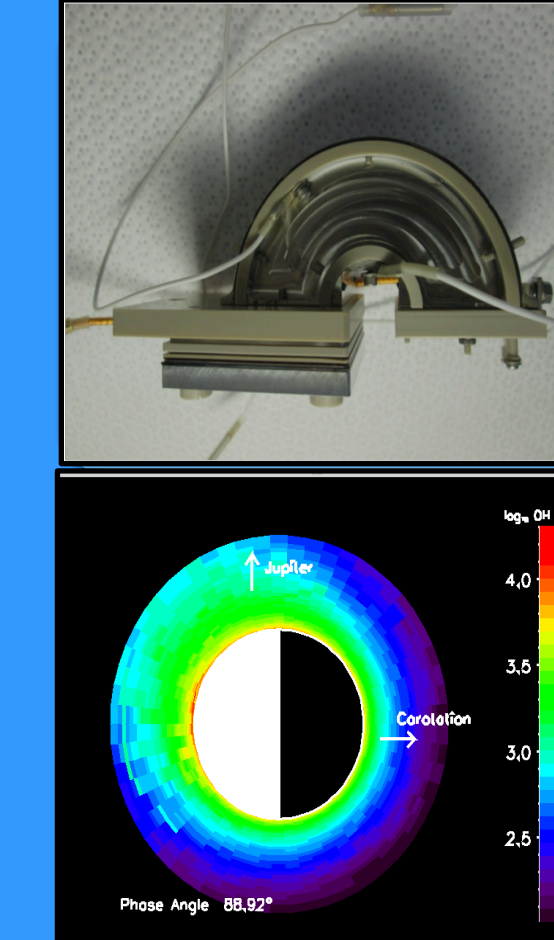 log₁₀ OH
Jupiter
4.0
3.5
Corotation
3.0
2.5
Phase Angle 88.92°